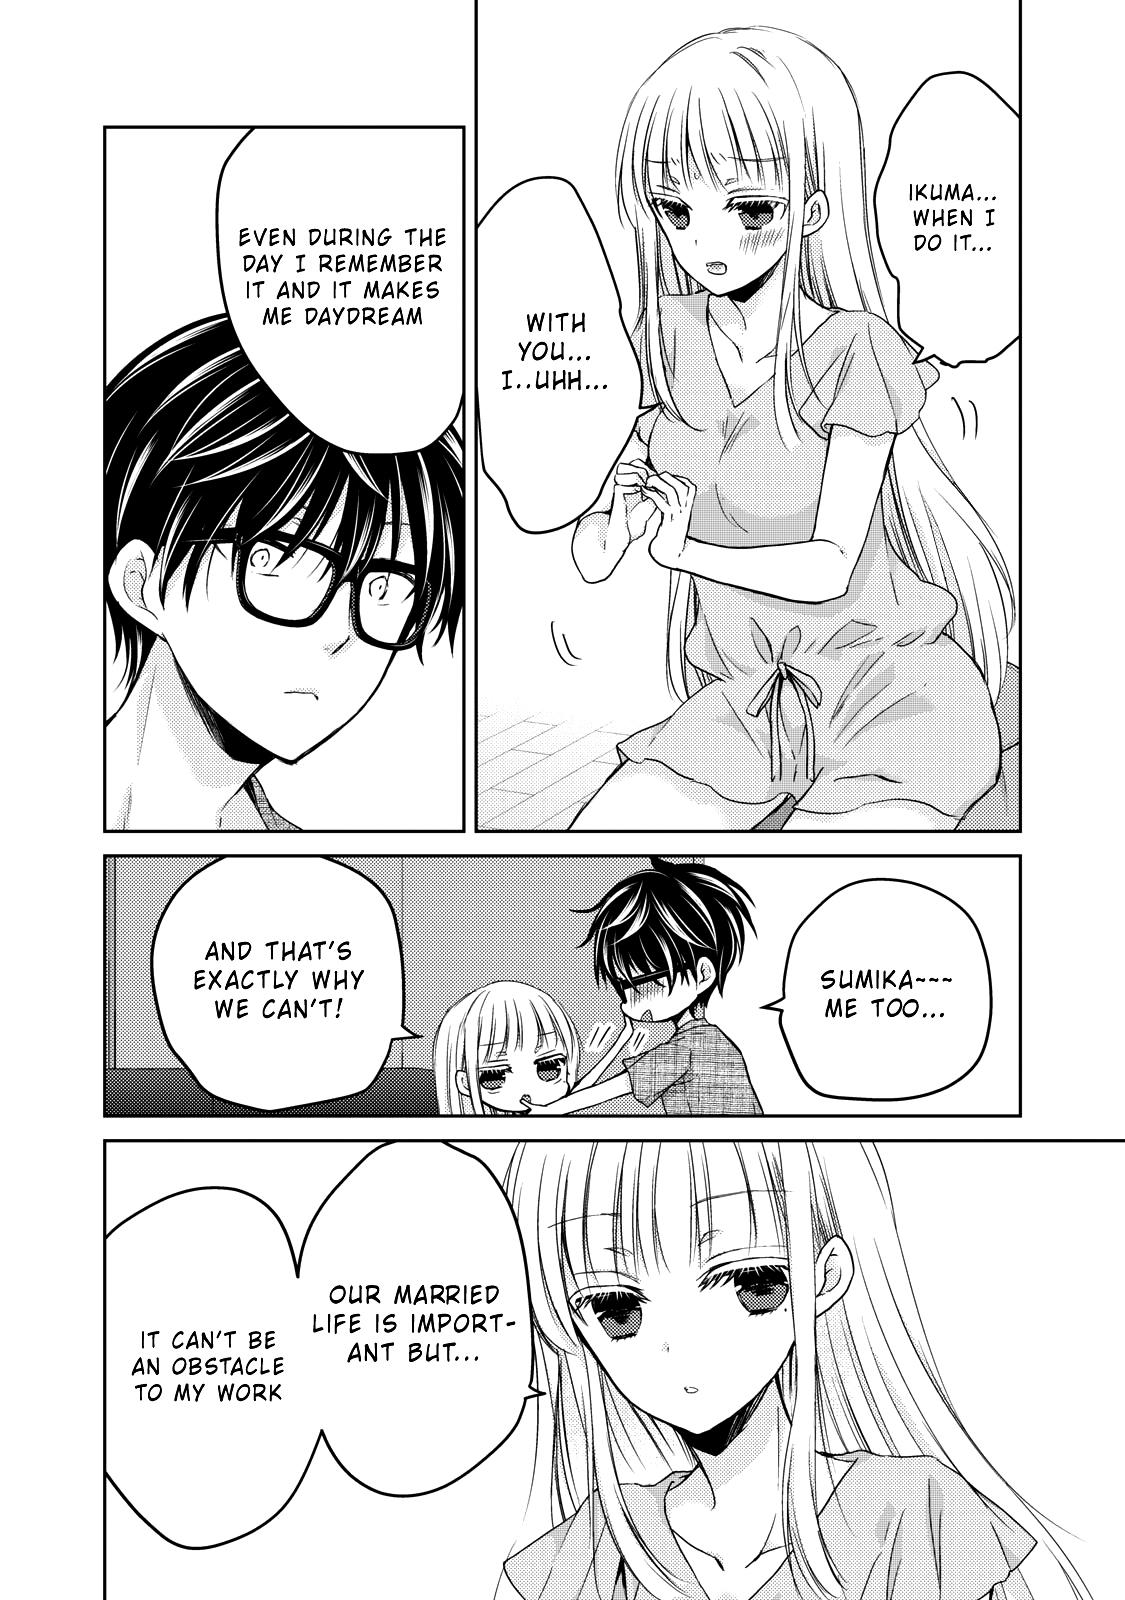 IKUMA...
WHEN I
DO IT...
WITH
YOU...
I..UHH...
EVEN DURING THE
DAY I REMEMBER
IT AND IT MAKES
ME DAYDREAM
SUMIKA~~~
ME TOO...
AND THAT'S
EXACTLY WHY
WE CAN'T!
OUR MARRIED
LIFE IS IMPORT-
ANT BUT...
IT CAN'T BE
AN OBSTACLE
TO MY WORK